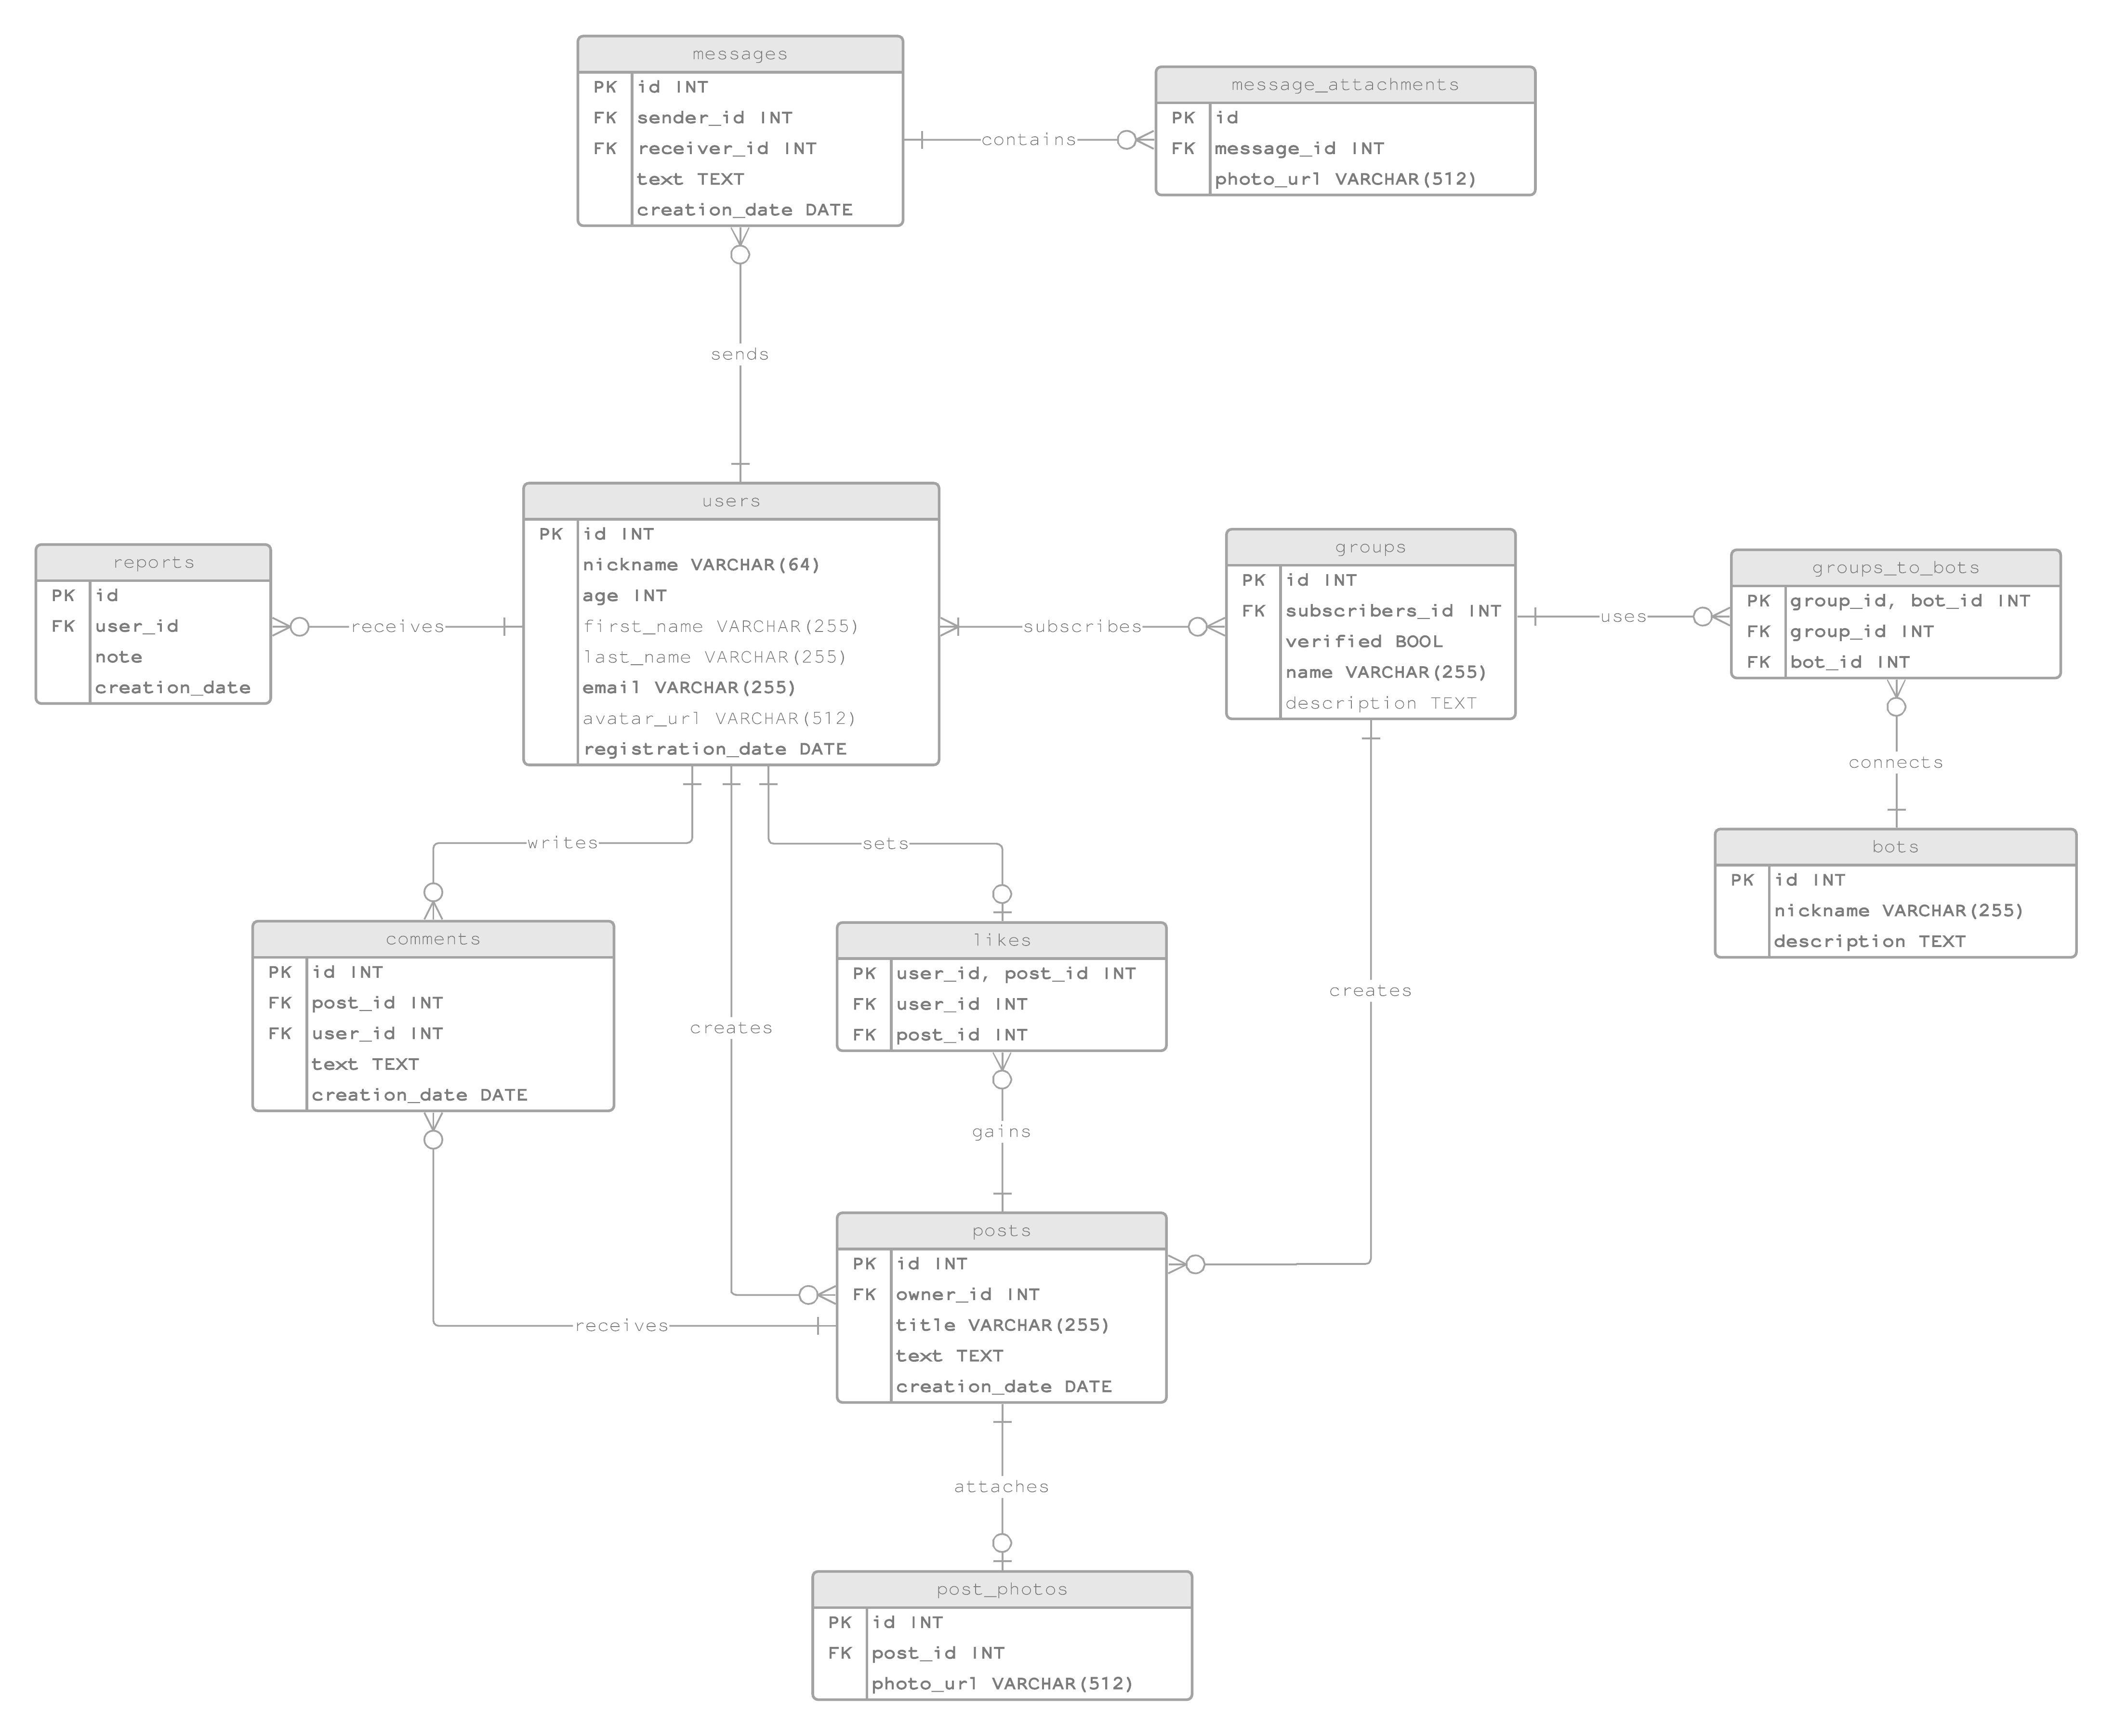 messages
PK id INT
FK sender_id INT
FK receiver_id INT
text TEXT
creation_date DATE
contains
message_attachments
PK id
FK message_id INT
photo_url VARCHAR(512)
sends
users
PK id INT
nickname VARCHAR(64)
age INT
first_name VARCHAR(255)
last_name VARCHAR(255)
email VARCHAR(255)
avatar_url VARCHAR(512)
registration_date DATE
reports
PK id
FK user_id
note
creation_date
receives
subscribes
groups
PK id INT
FK subscribers_id INT
verified BOOL
name VARCHAR(255)
description TEXT
uses
groups_to_bots
PK group_id, bot_id INT
FK group_id INT
FK bot_id INT
connects
bots
PK id INT
nickname VARCHAR(255)
description TEXT
writes
sets
comments
PK id INT
FK post_id INT
FK user_id INT
text TEXT
creation_date DATE
creates
likes
PK user_id, post_id INT
FK user_id INT
FK post_id INT
creates
gains
posts
PK id INT
FK owner_id INT
title VARCHAR(255)
text TEXT
creation_date DATE
receives
attaches
post_photos
PK id INT
FK post_id INT
photo_url VARCHAR(512)